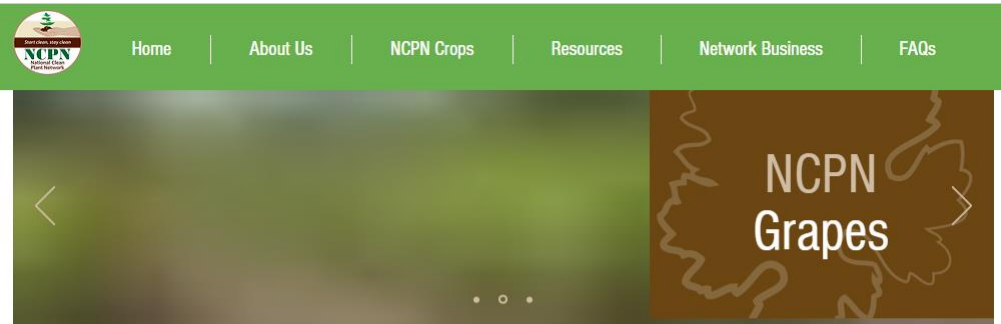 Start clean, stay clean
NCPN
National Clean
Plant Network
Home
About Us
NCPN Crops
Resources
Network Business
FAQs
NCPN
Grapes